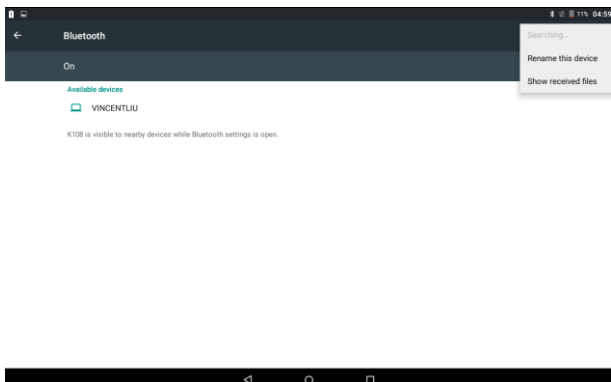 11% 04:59
Bluetooth
Searching...
Rename this device
Show received files
On
Available devices
VINCENTLIU
K108 is visible to nearby devices while Bluetooth settings is open.